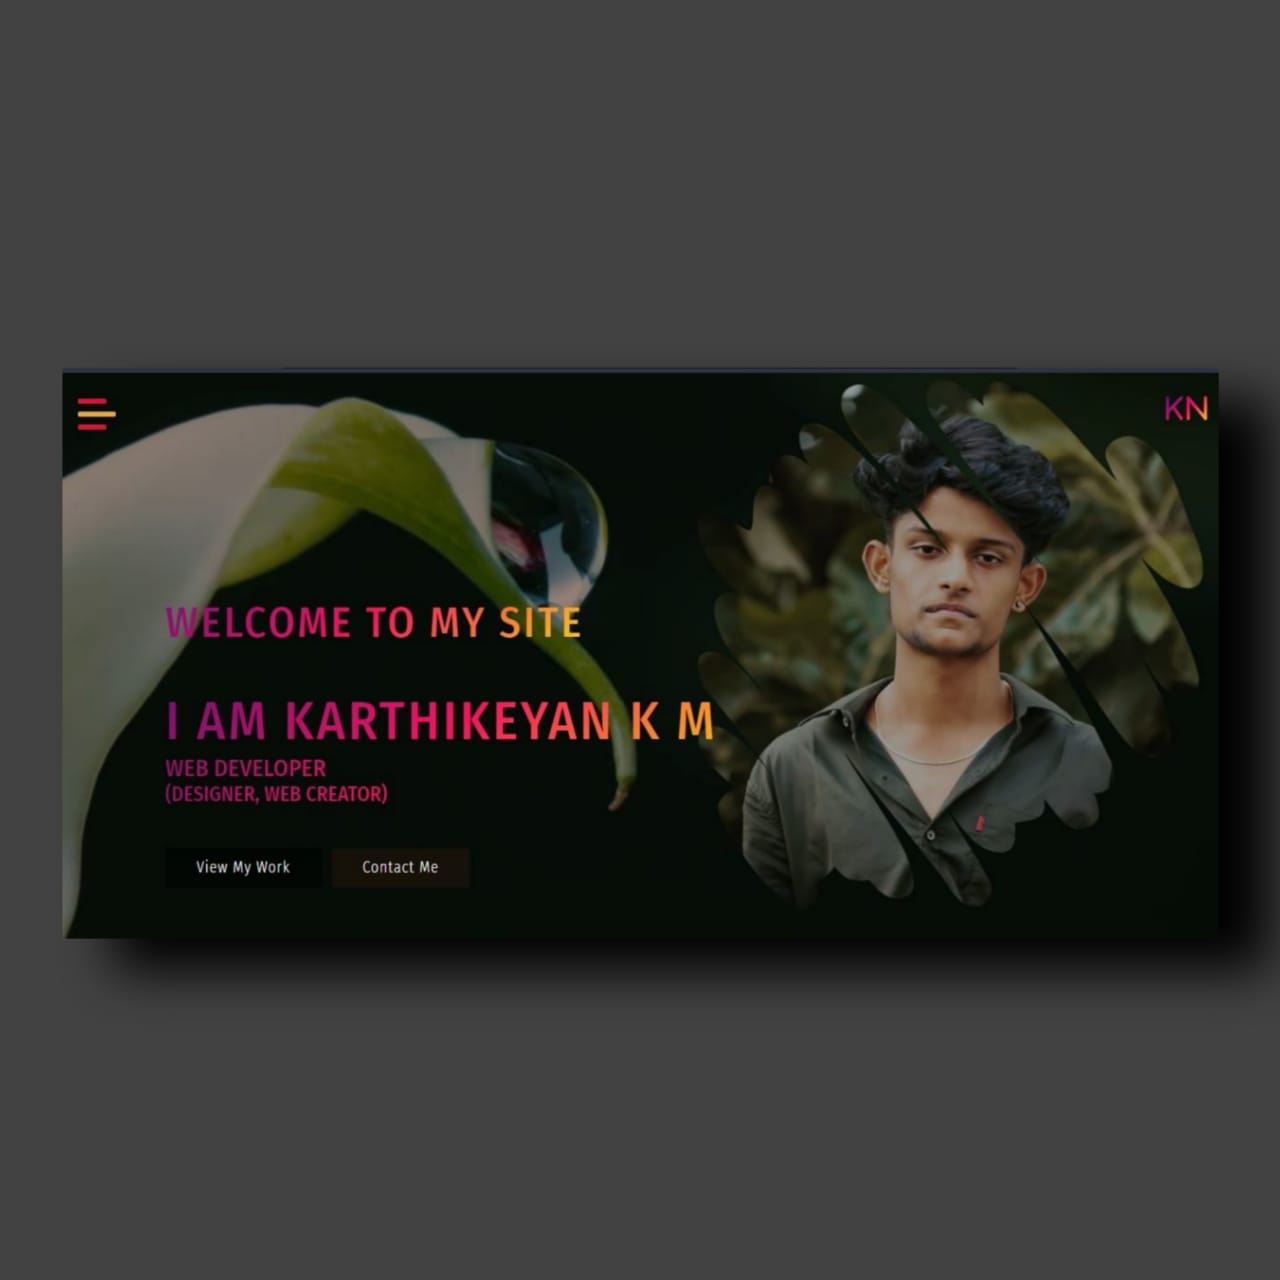 KN
WELCOME TO MY SITE
I AM KARTHIKEYAN K M
WEB DEVELOPER
(DESIGNER, WEB CREATOR)
View My Work
Contact Me